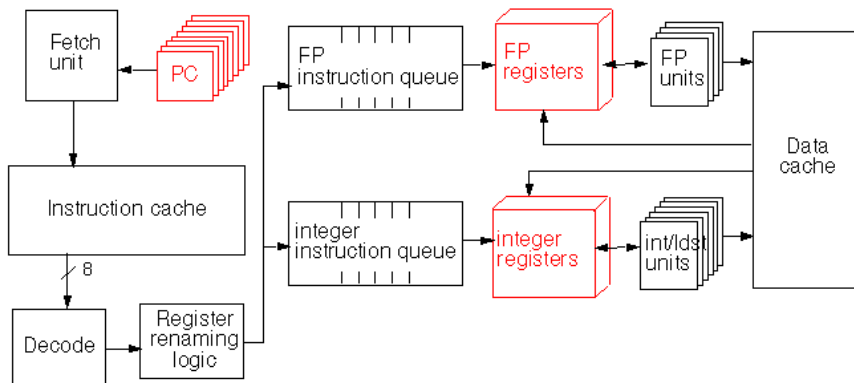 Fetch
unit
PC
FP
instruction queue
FP
registers
FP
units
Data
cache
Instruction cache
8
integer
instruction queue
integer
registers
int/ldst
units
Decode
Register
renaming
logic